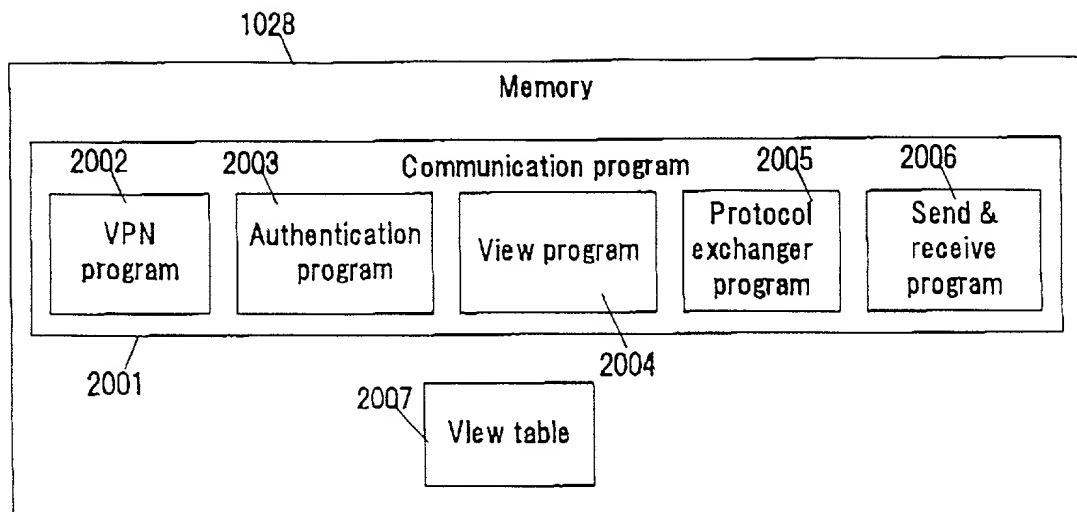 1028
Memory
Communication program
2002
2003
2005
2006
VPN
program
Authentication
program
View program
Protocol
exchanger
program
Send &
receive
program
2001
2004
2007
VIew table